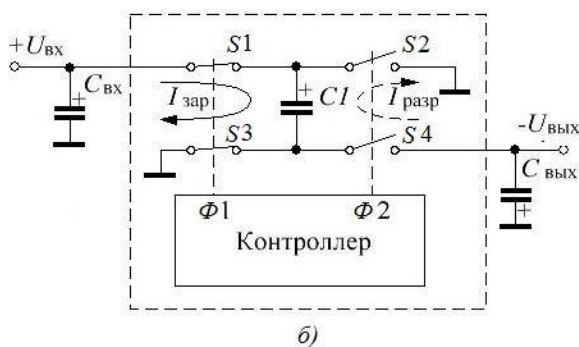 +Uвх
S1
S2
Cвх
+
Iзар
+
C1
Iразр
S3
S4
-Uвых
Cвых
+
Ф1
Ф2
Контроллер
б)